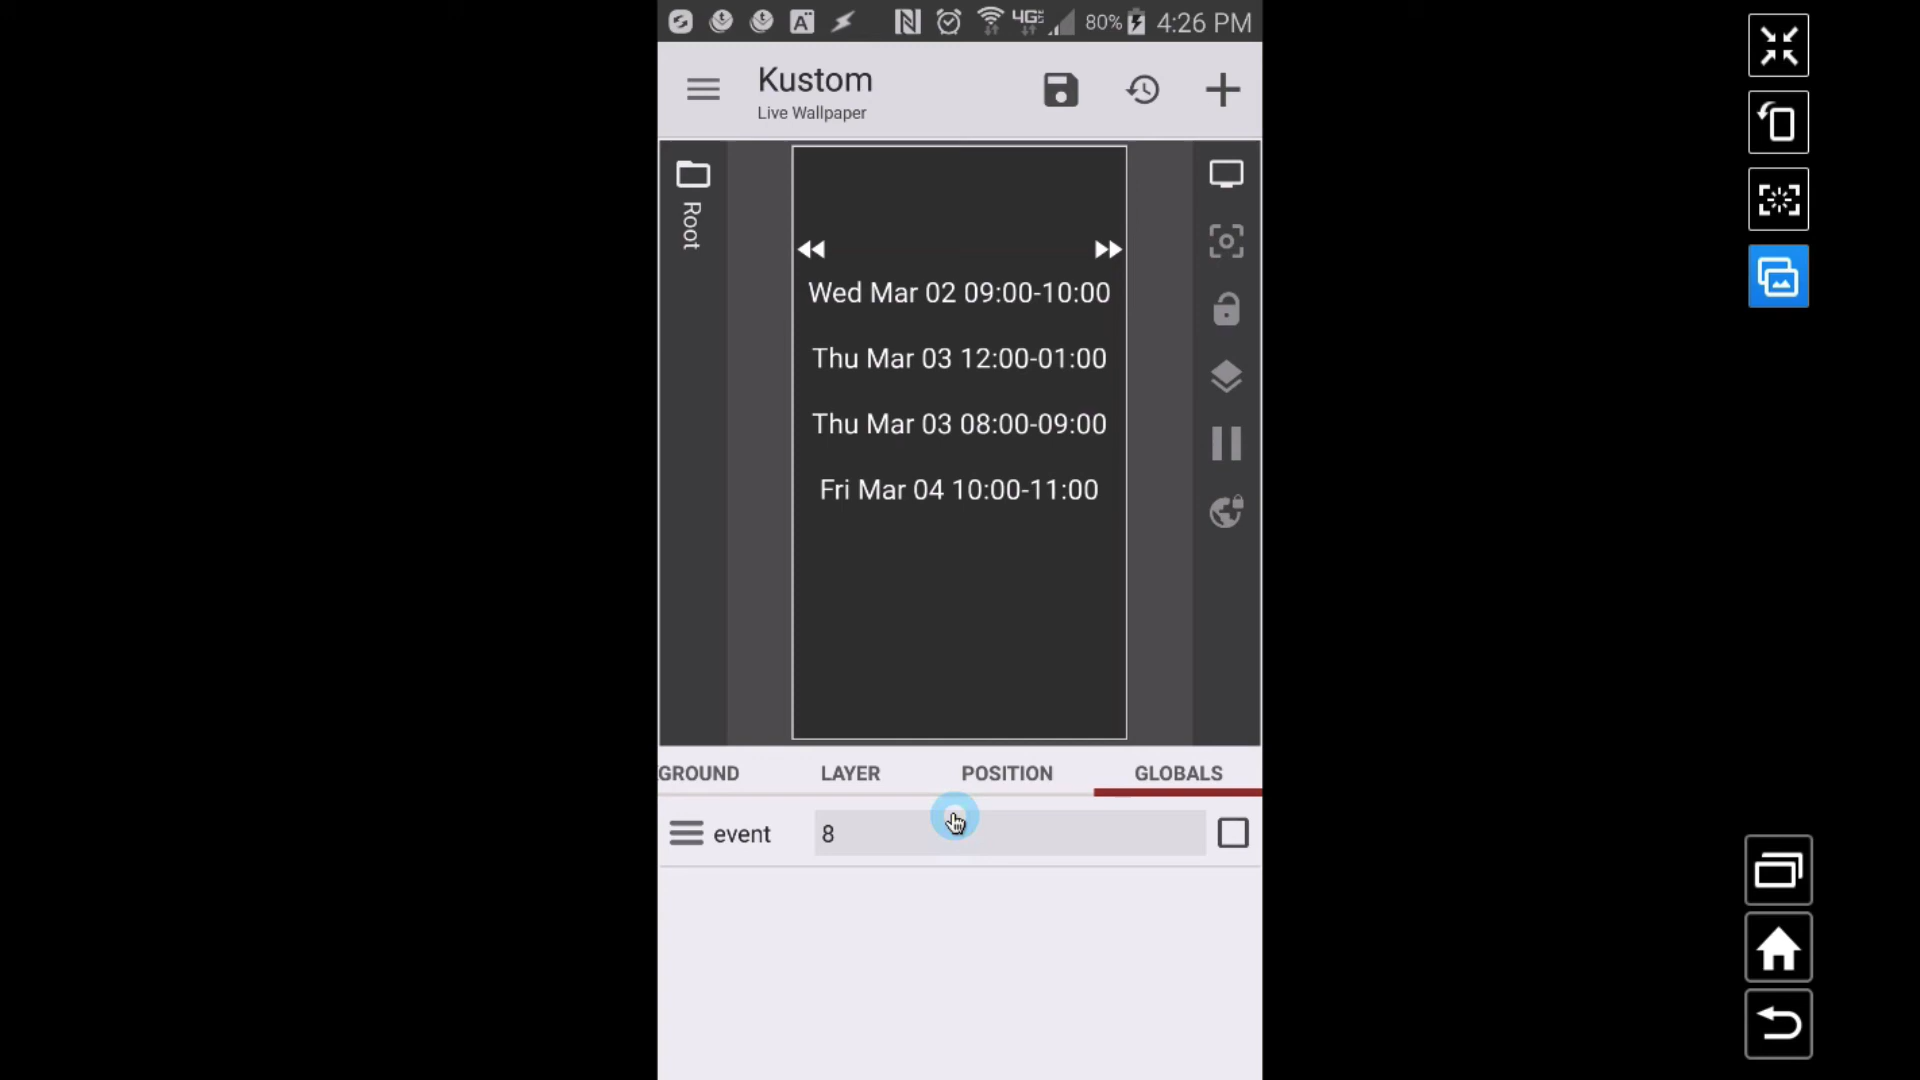 80% 4:26 PM
Kustom
Live Wallpaper
Root
Wed Mar 02 09:00-10:00
Thu Mar 03 12:00-01:00
Thu Mar 03 08:00-09:00
Fri Mar 04 10:00-11:00
GROUND LAYER POSITION GLOBALS
event 8